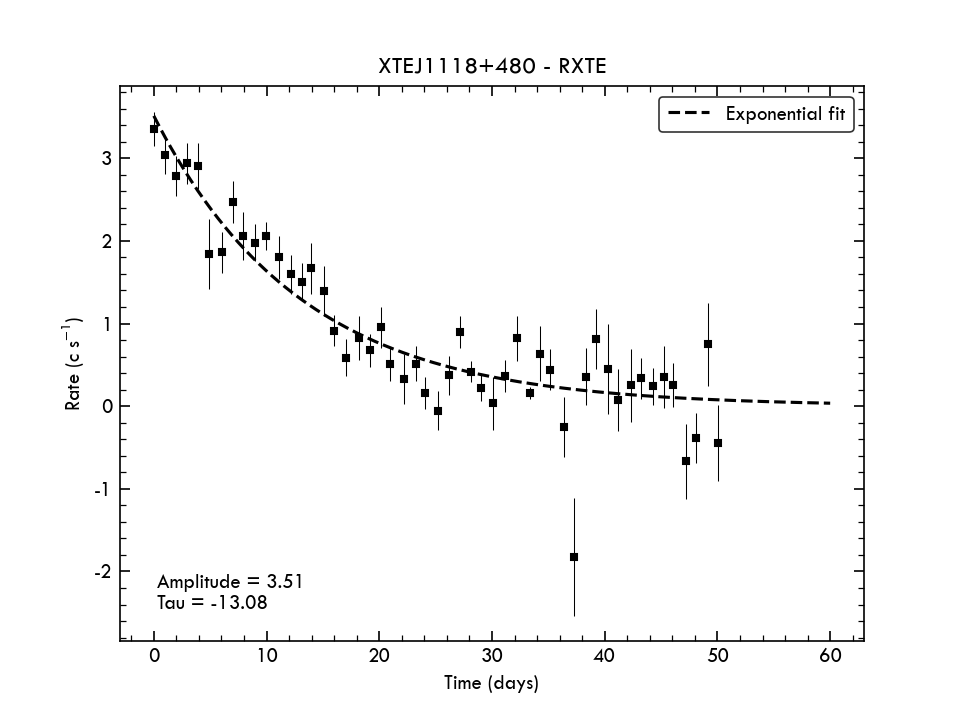 XTEJ1118+480 - RXTE
Exponential fit
3
2
1
0
-1
-2
Rate (c s⁻¹)
Amplitude = 3.51
Tau = -13.08
0 10 20 30 40 50 60
Time (days)